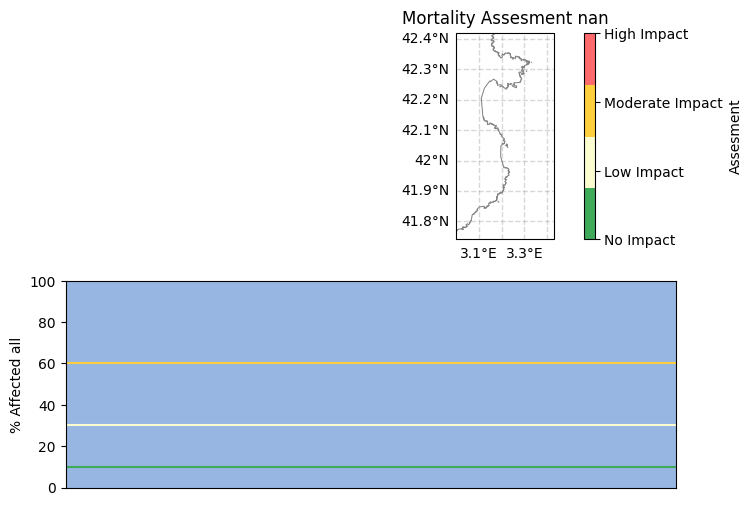 Mortality Assesment nan
42.4°N
42.3°N
42.2°N
42.1°N
42°N
41.9°N
41.8°N
3.1°E 3.3°E
High Impact
Moderate Impact
Low Impact
No Impact
Assesment
100
80
60
40
20
0
% Affected all